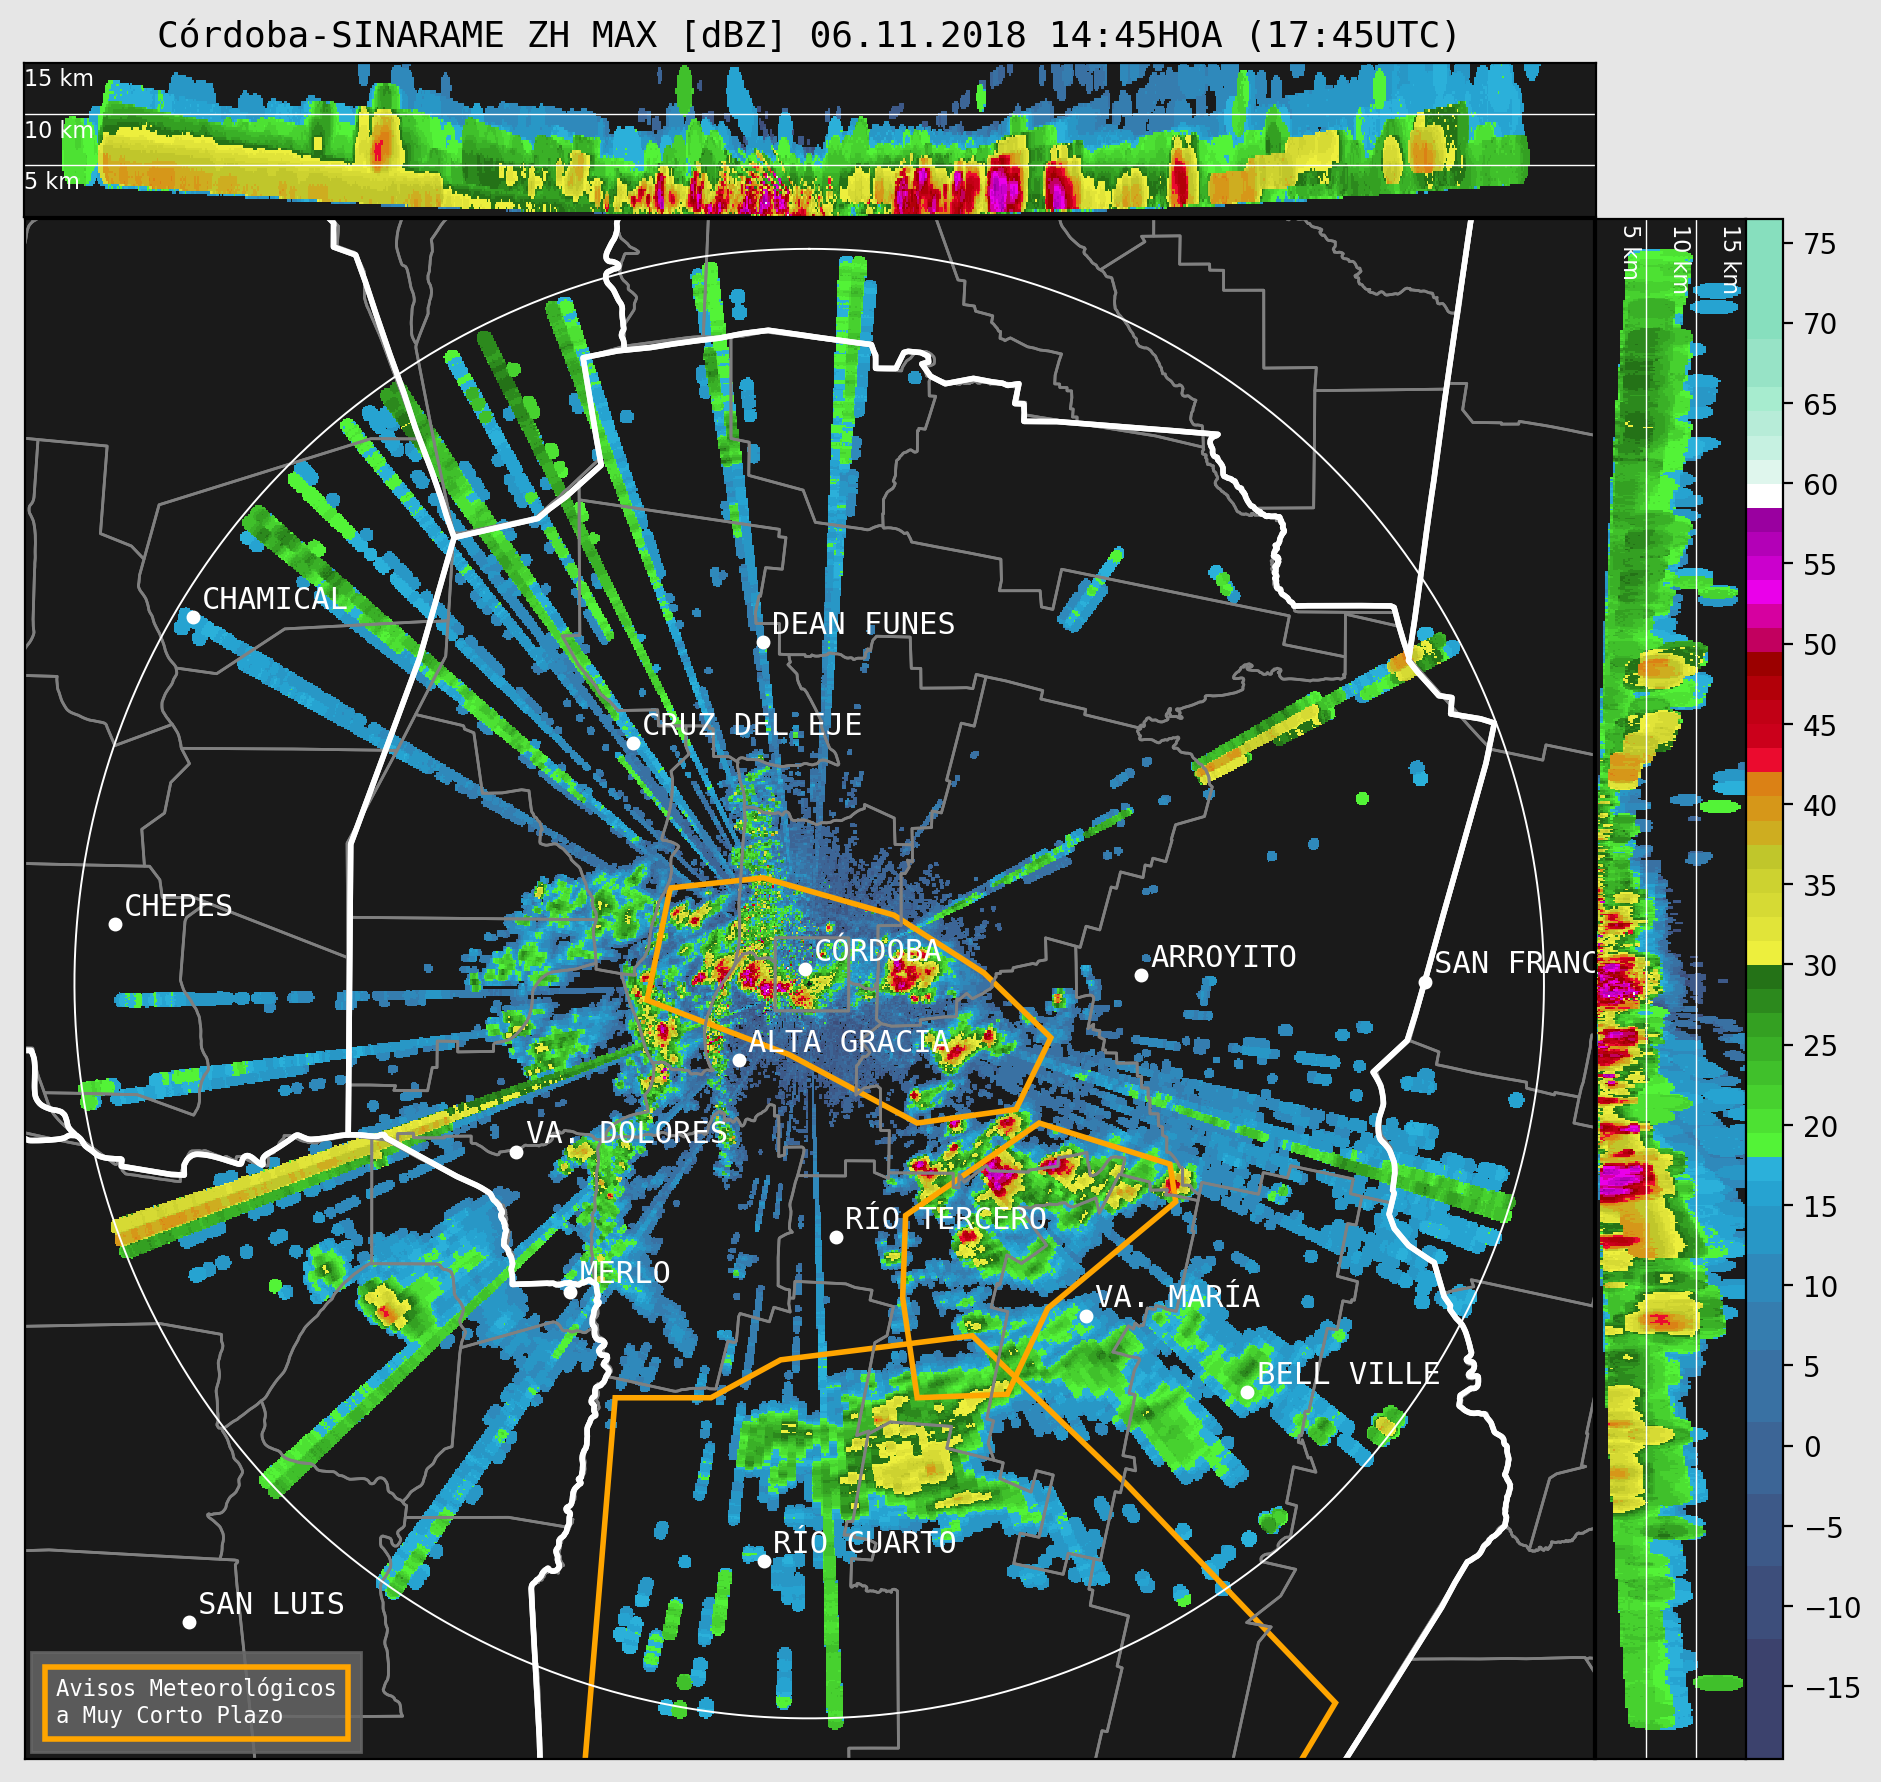 Córdoba-SINARAME ZH MAX [dBZ] 06.11.2018 14:45HOA (17:45UTC)
15 km
10 km
5 km
5 km
10 km
15 km
75
70
65
60
55
50
45
40
35
30
25
20
15
10
5
0
−5
−10
−15
CHAMICAL
DEAN FUNES
CRUZ DEL EJE
CHEPES
CÓRDOBA
ARROYITO
SAN FRANC
ALTA GRACIA
VA. DOLORES
RÍO TERCERO
MERLO
VA. MARÍA
BELL VILLE
RÍO CUARTO
SAN LUIS
Avisos Meteorológicos
a Muy Corto Plazo